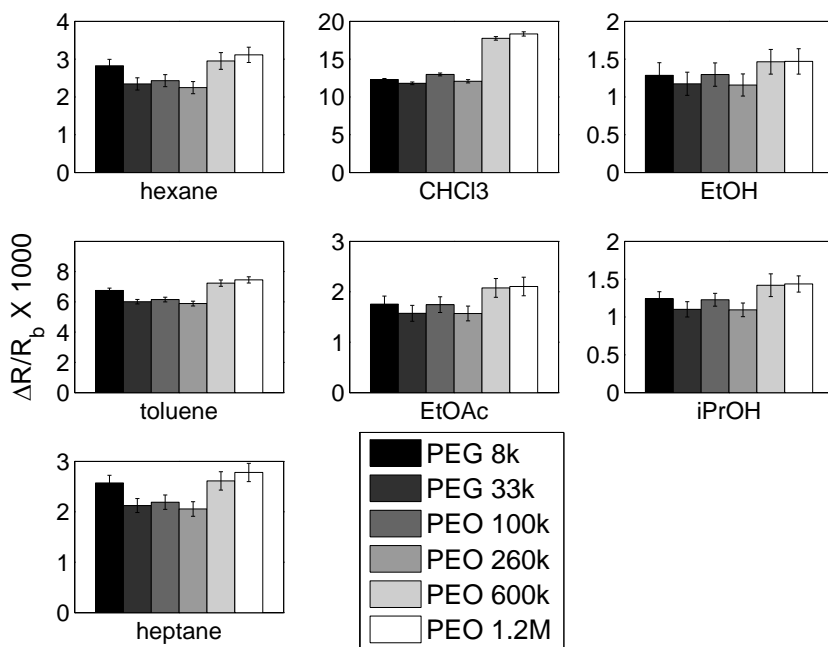 4
3
2
1
0
hexane
20
15
10
5
0
CHCl3
2
1.5
1
0.5
0
EtOH
ΔR/R_b X 1000
8
6
4
2
0
toluene
3
2
1
0
EtOAc
2
1.5
1
0.5
0
iPrOH
3
2
1
0
heptane
PEG 8k
PEG 33k
PEO 100k
PEO 260k
PEO 600k
PEO 1.2M